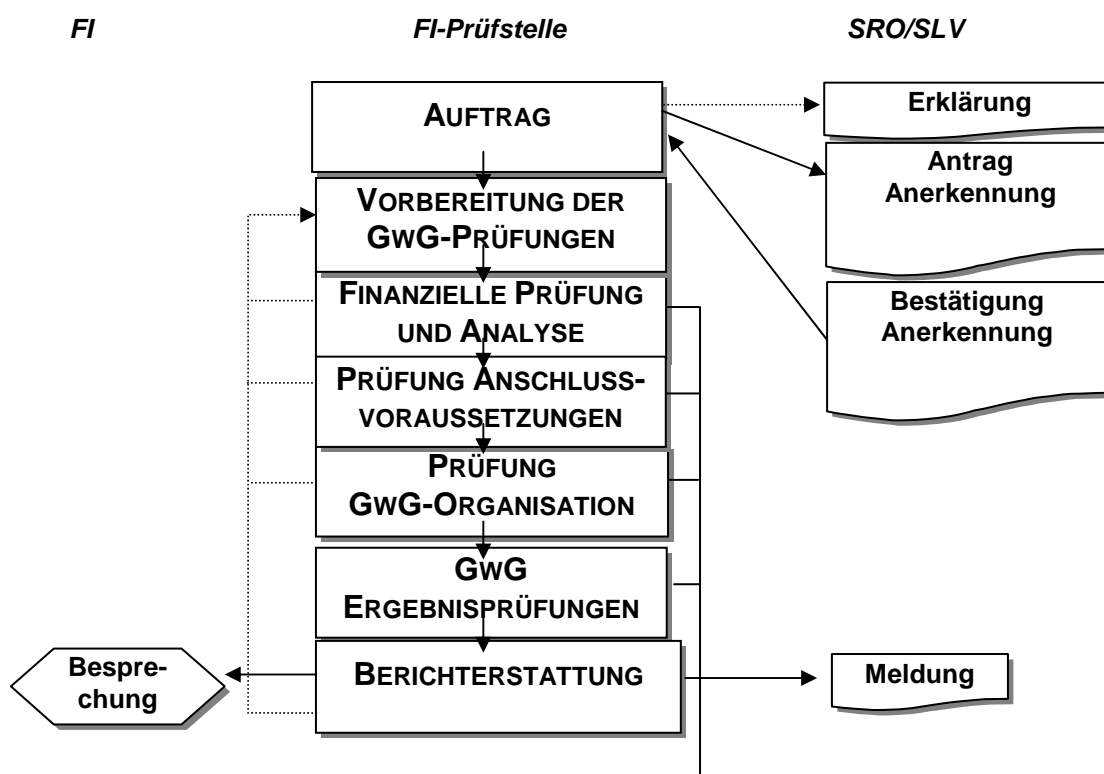 FI
FI-Prüfstelle
SRO/SLV
AUFTRAG
Erklärung
Antrag
Anerkennung
VORBEREITUNG DER
GWG-PRÜFUNGEN
FINANZIELLE PRÜFUNG
UND ANALYSE
Bestätigung
Anerkennung
PRÜFUNG ANSCHLUSS-
VORAUSSETZUNGEN
PRÜFUNG
GWG-ORGANISATION
GWG
ERGEBNISPRÜFUNGEN
Bespre-
chung
BERICHTERSTATTUNG
Meldung